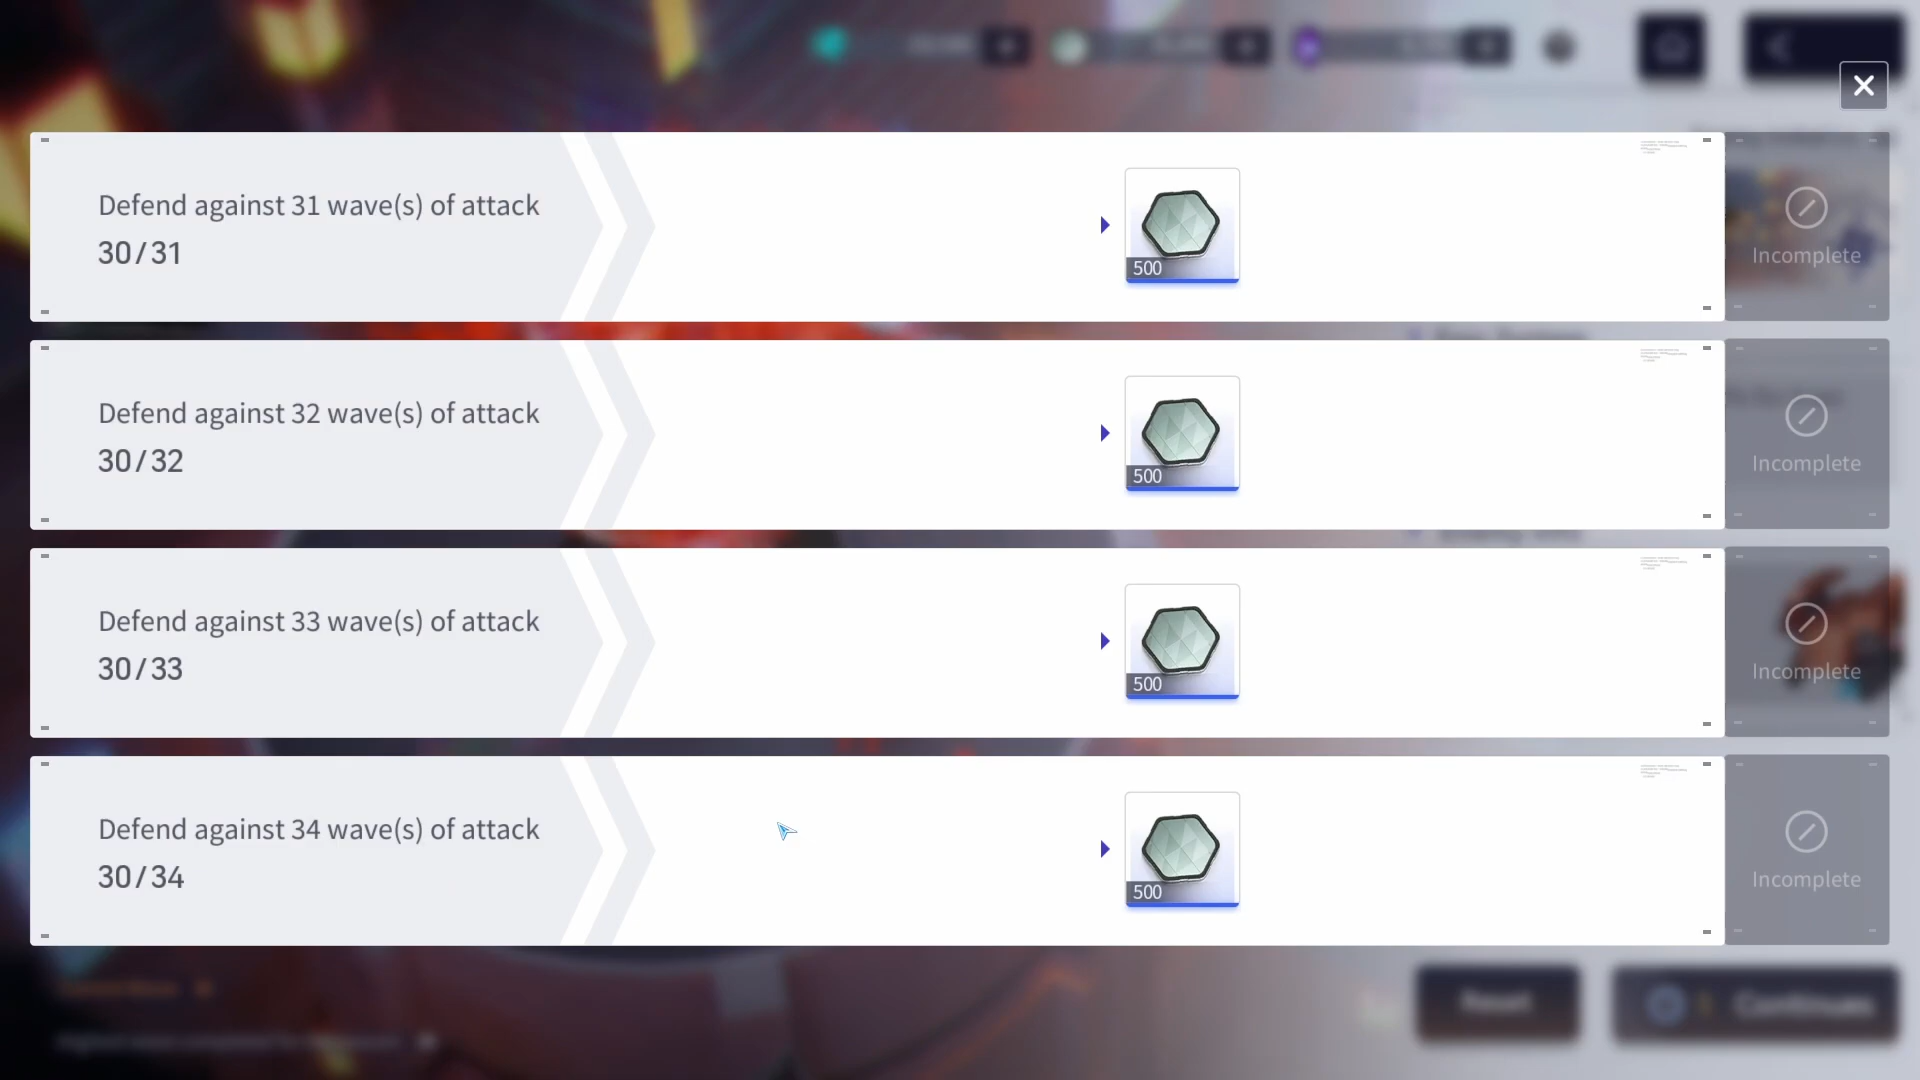 Defend against 31 wave(s) of attack
30/31
500
Incomplete
Defend against 32 wave(s) of attack
30/32
500
Incomplete
Defend against 33 wave(s) of attack
30/33
500
Incomplete
Defend against 34 wave(s) of attack
30/34
500
Incomplete
Reset
Continues